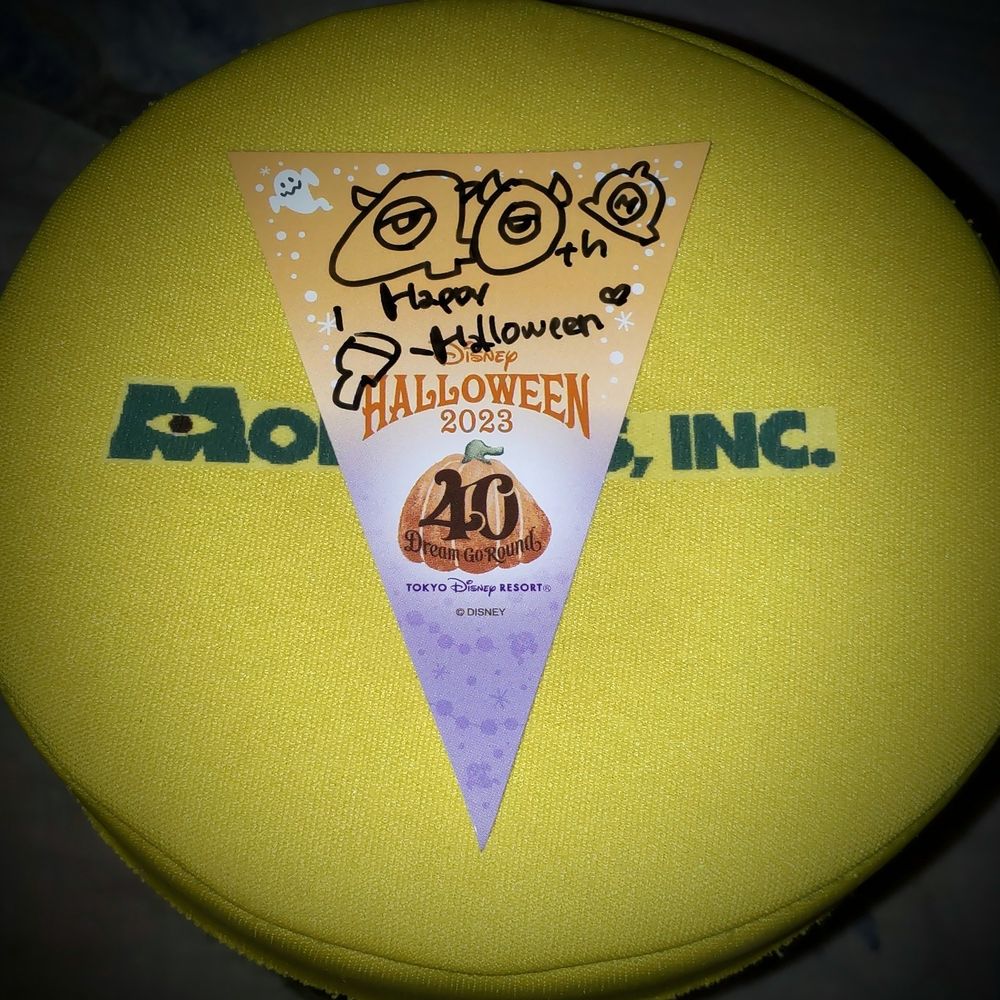 40th
Happy
Halloween
DISNEY
HALLOWEEN
2023
MO S, INC.
40
Dream Go Round
TOKYO Disney RESORT®
© DISNEY